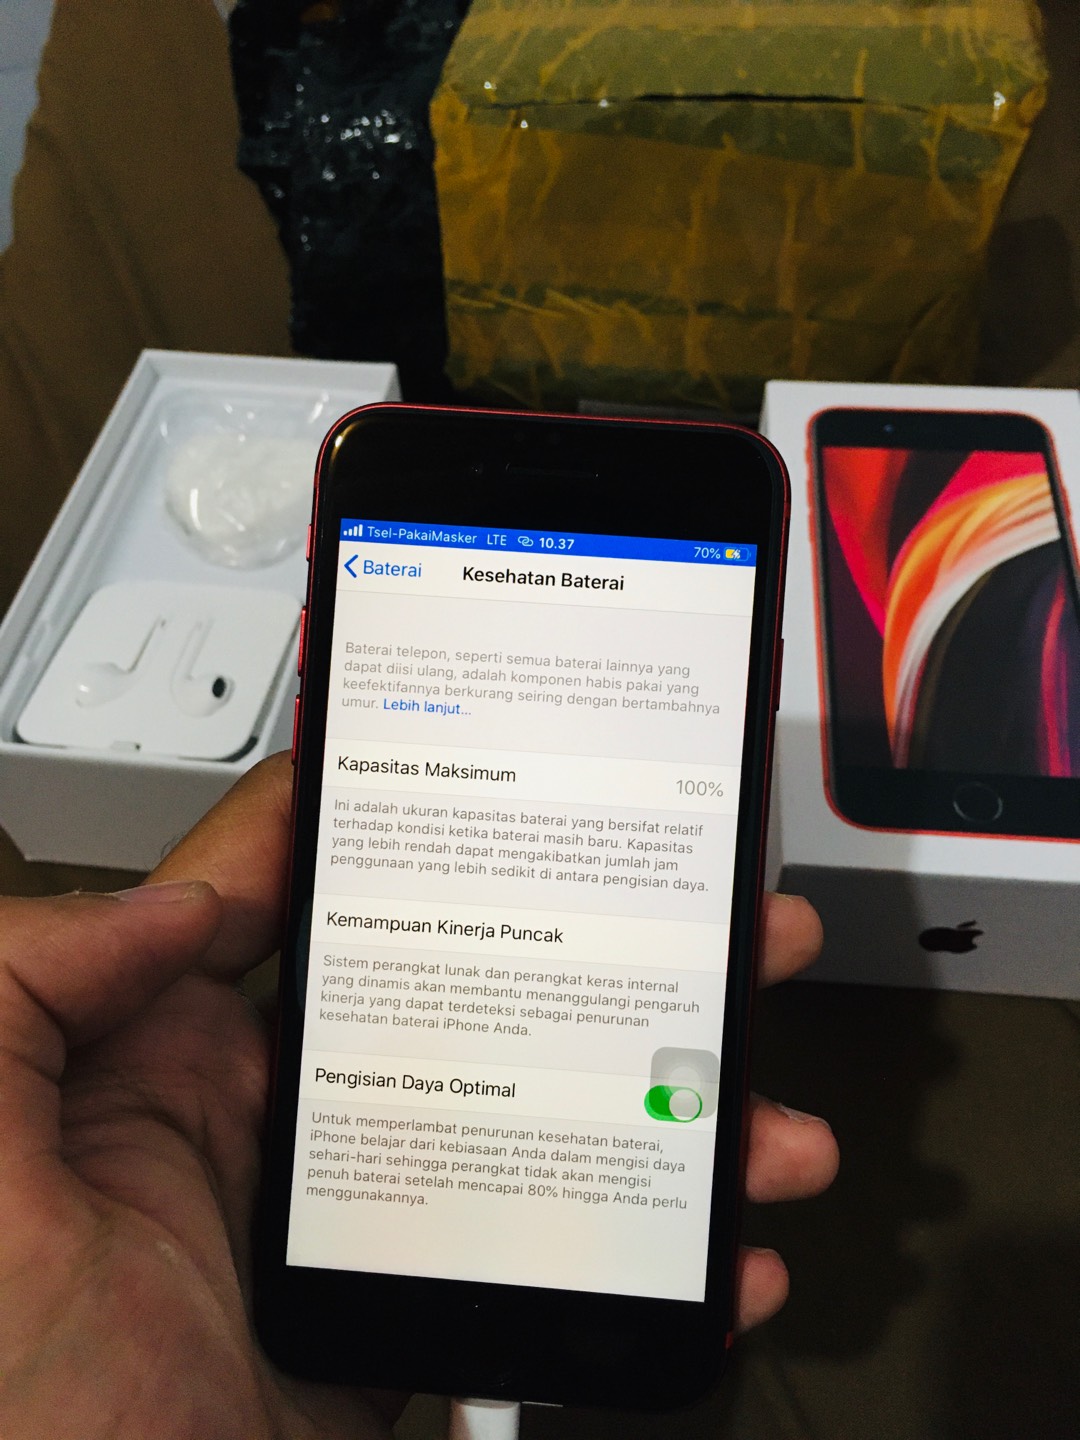 Tsel-PakaiMasker LTE 10.37 70%
Baterai Kesehatan Baterai
Baterai telepon, seperti semua baterai lainnya yang
dapat diisi ulang, adalah komponen habis pakai yang
keefektifannya berkurang seiring dengan bertambahnya
umur. Lebih lanjut...
Kapasitas Maksimum 100%
Ini adalah ukuran kapasitas baterai yang bersifat relatif
terhadap kondisi ketika baterai masih baru. Kapasitas
yang lebih rendah dapat mengakibatkan jumlah jam
penggunaan yang lebih sedikit di antara pengisian daya.
Kemampuan Kinerja Puncak
Sistem perangkat lunak dan perangkat keras internal
yang dinamis akan membantu menanggulangi pengaruh
kinerja yang dapat terdeteksi sebagai penurunan
kesehatan baterai iPhone Anda.
Pengisian Daya Optimal
Untuk memperlambat penurunan kesehatan baterai,
iPhone belajar dari kebiasaan Anda dalam mengisi daya
sehari-hari sehingga perangkat tidak akan mengisi
penuh baterai setelah mencapai 80% hingga Anda perlu
menggunakannya.